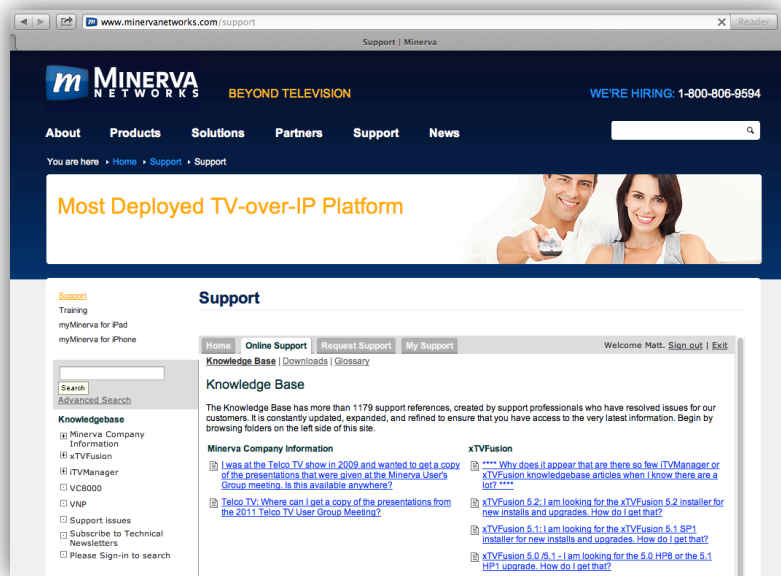 www.minervanetworks.com/support
Reader
Support | Minerva
m MINERVA
NETWORKS
BEYOND TELEVISION
WE'RE HIRING: 1-800-806-9594
About Products Solutions Partners Support News
You are here Home Support Support
Most Deployed TV-over-IP Platform
Support
Training
myMinerva for iPad
myMinerva for iPhone
Search
Advanced Search
Knowledgebase
Minerva Company
Information
xTVFusion
iTVManager
VC8000
VNP
Support issues
Subscribe to Technical
Newsletters
Please Sign-in to search
Support
Home Online Support Request Support My Support
Welcome Matt. Sign out | Exit
Knowledge Base | Downloads | Glossary
Knowledge Base
The Knowledge Base has more than 1179 support references, created by support professionals who have resolved issues for our
customers. It is constantly updated, expanded, and refined to ensure that you have access to the very latest information. Begin by
browsing folders on the left side of this site.
Minerva Company Information
I was at the Telco TV show in 2009 and wanted to get a copy
of the presentations that were given at the Minerva User's
Group meeting. Is this available anywhere?
Telco TV: Where can I get a copy of the presentations from
the 2011 Telco TV User Group Meeting?
xTVFusion
**** Why does it appear that are there so few iTVManager or
xTVFusion knowledgebase articles when I know there are a
lot? ****
xTVFusion 5.2: I am looking for the xTVFusion 5.2 installer for
new installs and upgrades. How do I get that?
xTVFusion 5.1: I am looking for the xTVFusion 5.1 SP1
installer for new installs and upgrades. How do I get that?
xTVFusion 5.0 /5.1 - I am looking for the 5.0 HP8 or the 5.1
HP1 upgrade. How do I get that?